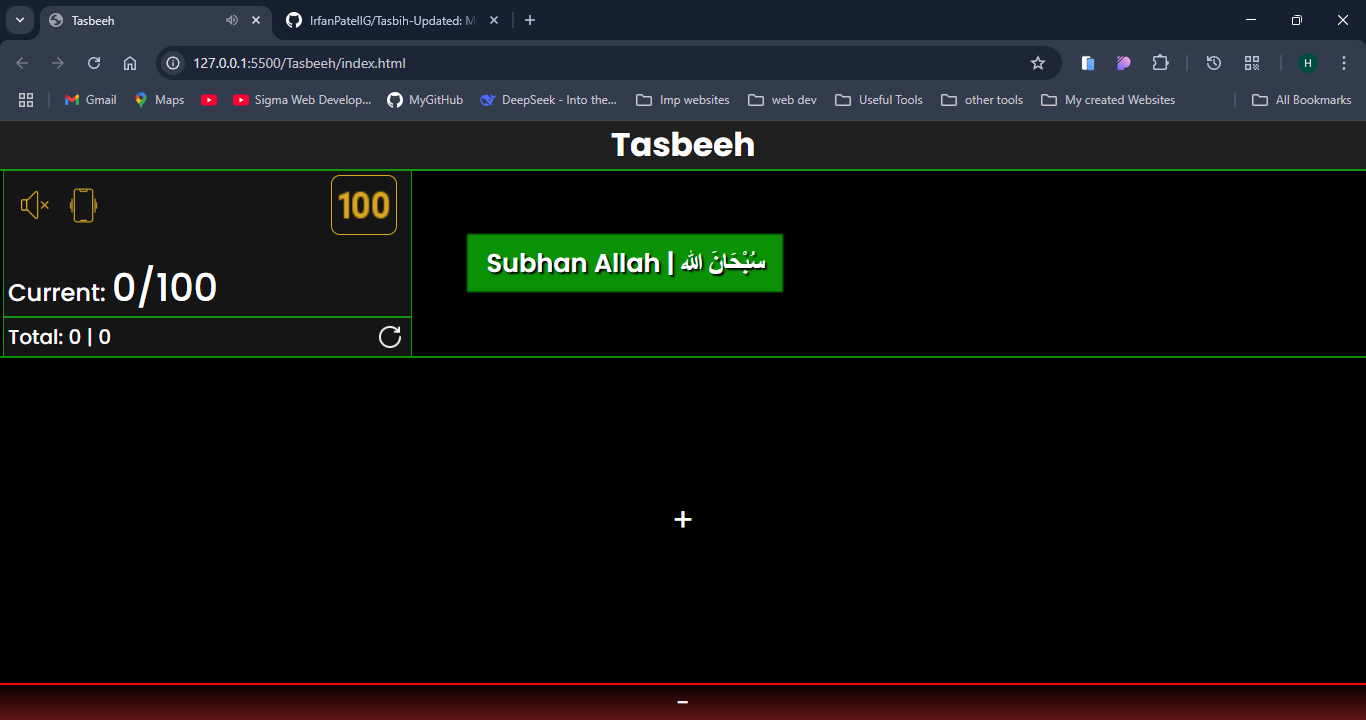 Tasbeeh
IrfanPatelIG/Tasbih-Updated: M
127.0.0.1:5500/Tasbeeh/index.html
H
Gmail
Maps
Sigma Web Develop...
MyGitHub
DeepSeek - Into the...
Imp websites
web dev
Useful Tools
other tools
My created Websites
All Bookmarks
Tasbeeh
100
Subhan Allah | سُبْحَانَ الله
Current: 0/100
Total: 0 | 0
+
-